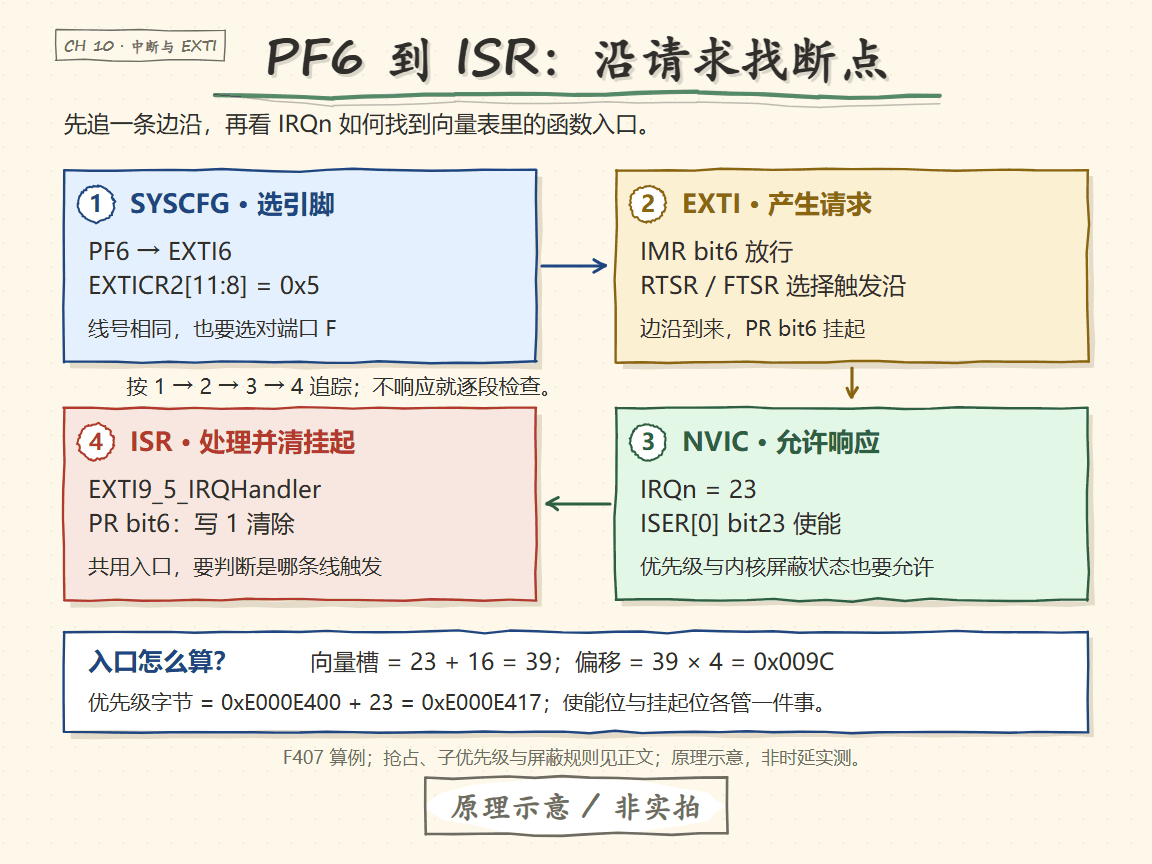 CH 10 · 中断与 EXTI
PF6 到 ISR：沿请求找断点
先追一条边沿，再看 IRQn 如何找到向量表里的函数入口。
1 SYSCFG · 选引脚
PF6 → EXTI6
EXTICR2[11:8] = 0x5
线号相同，也要选对端口 F
2 EXTI · 产生请求
IMR bit6 放行
RTSR / FTSR 选择触发沿
边沿到来，PR bit6 挂起
按 1 → 2 → 3 → 4 追踪；不响应就逐段检查。
4 ISR · 处理并清挂起
EXTI9_5_IRQHandler
PR bit6：写 1 清除
共用入口，要判断是哪条线触发
3 NVIC · 允许响应
IRQn = 23
ISER[0] bit23 使能
优先级与内核屏蔽状态也要允许
入口怎么算？ 向量槽 = 23 + 16 = 39；偏移 = 39 × 4 = 0x009C
优先级字节 = 0xE000E400 + 23 = 0xE000E417；使能位与挂起位各管一件事。
F407 算例；抢占、子优先级与屏蔽规则见正文；原理示意，非时延实测。
原理示意 / 非实拍